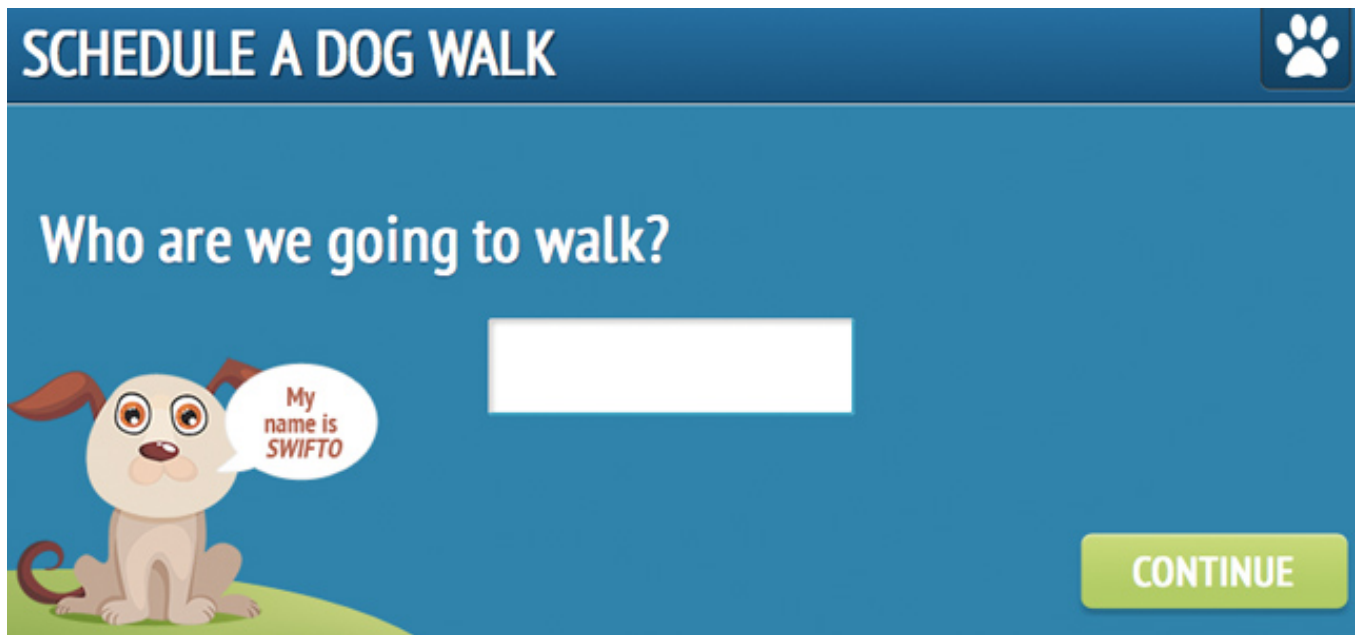 SCHEDULE A DOG WALK
Who are we going to walk?
My
name is
SWIFTO
CONTINUE